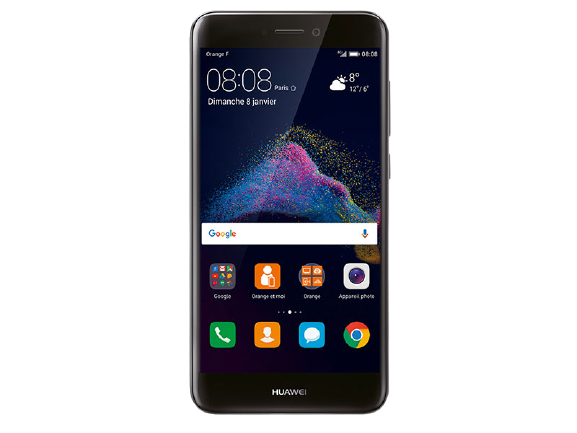 Orange F
4G
08:08
08:08
Paris
8°
12°/6°
Dimanche 8 janvier
Google
Google
Orange et moi
Orange
Appareil photo
HUAWEI